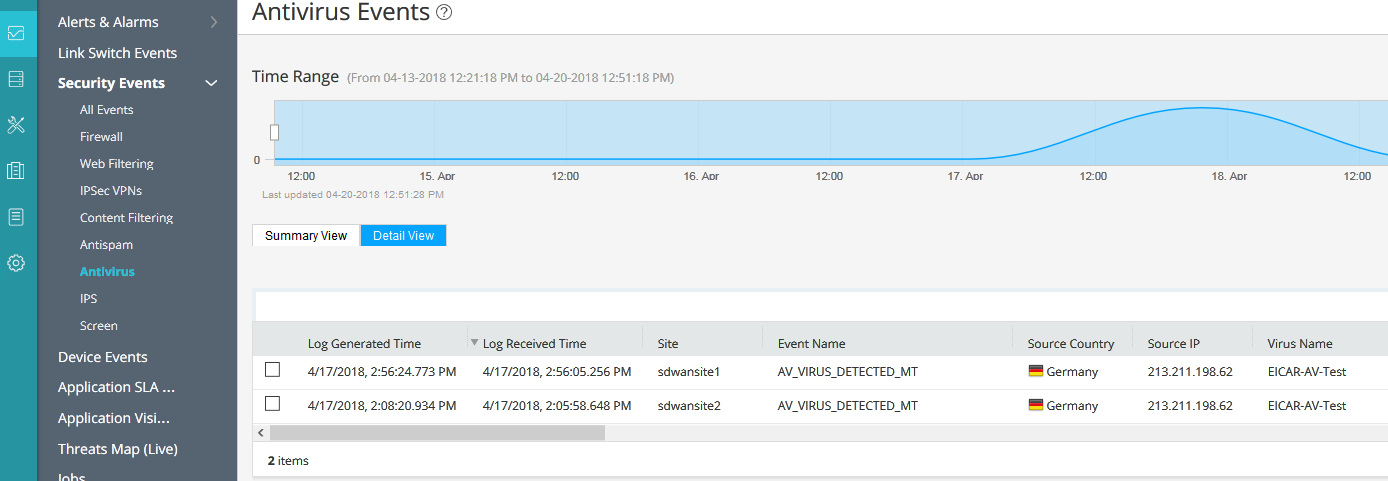 Alerts & Alarms
Link Switch Events
Security Events
All Events
Firewall
Web Filtering
IPSec VPNs
Content Filtering
Antispam
Antivirus
IPS
Screen
Device Events
Application SLA ...
Application Visi...
Threats Map (Live)
Jobs
Antivirus Events ?
Time Range (From 04-13-2018 12:21:18 PM to 04-20-2018 12:51:18 PM)
0
12:00 15. Apr 12:00 16. Apr 12:00 17. Apr 12:00 18. Apr 12:00
Last updated 04-20-2018 12:51:28 PM
Summary View Detail View
Log Generated Time Log Received Time Site Event Name Source Country Source IP Virus Name
4/17/2018, 2:56:24.773 PM 4/17/2018, 2:56:05.256 PM sdwansite1 AV_VIRUS_DETECTED_MT Germany 213.211.198.62 EICAR-AV-Test
4/17/2018, 2:08:20.934 PM 4/17/2018, 2:05:58.648 PM sdwansite2 AV_VIRUS_DETECTED_MT Germany 213.211.198.62 EICAR-AV-Test
2 items